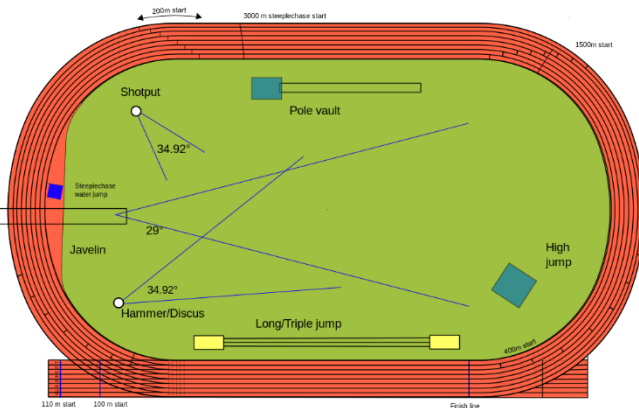 200m start
3000 m steeplechase start
1500m start
Shotput
Pole vault
34.92°
Steeplechase
water jump
29°
Javelin
High
jump
34.92°
Hammer/Discus
Long/Triple jump
400m start
110 m start
100 m start
Finish line